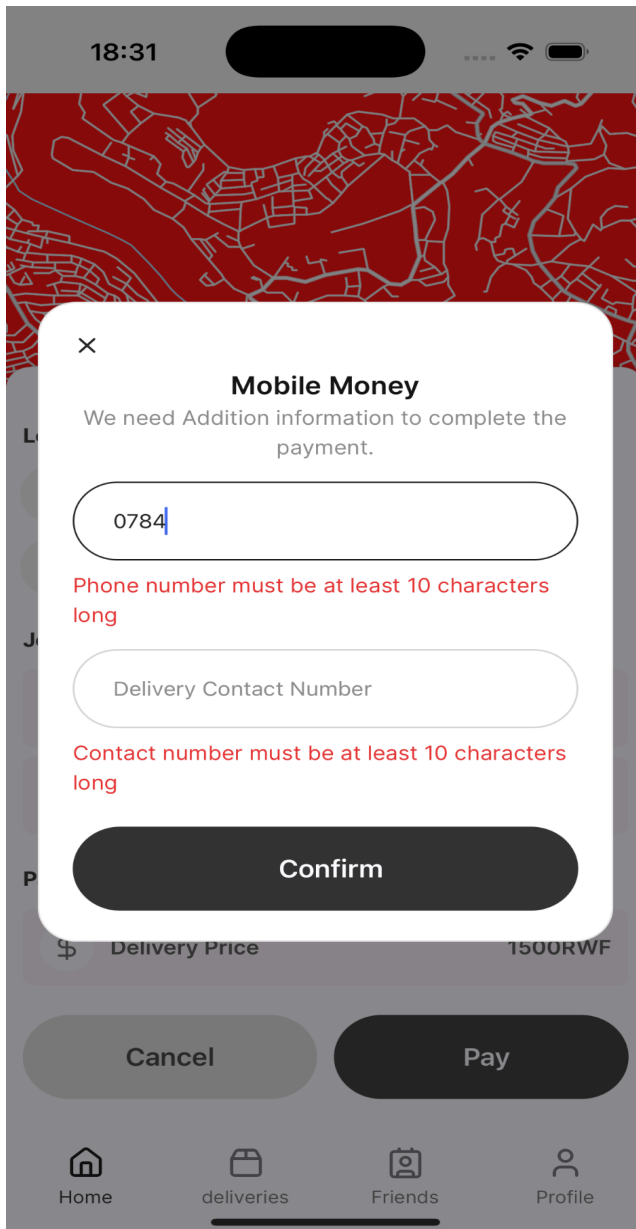 18:31
Mobile Money
We need Addition information to complete the
payment.
0784
Phone number must be at least 10 characters
long
Delivery Contact Number
Contact number must be at least 10 characters
long
Confirm
$ Delivery Price 1500RWF
Cancel Pay
Home deliveries Friends Profile